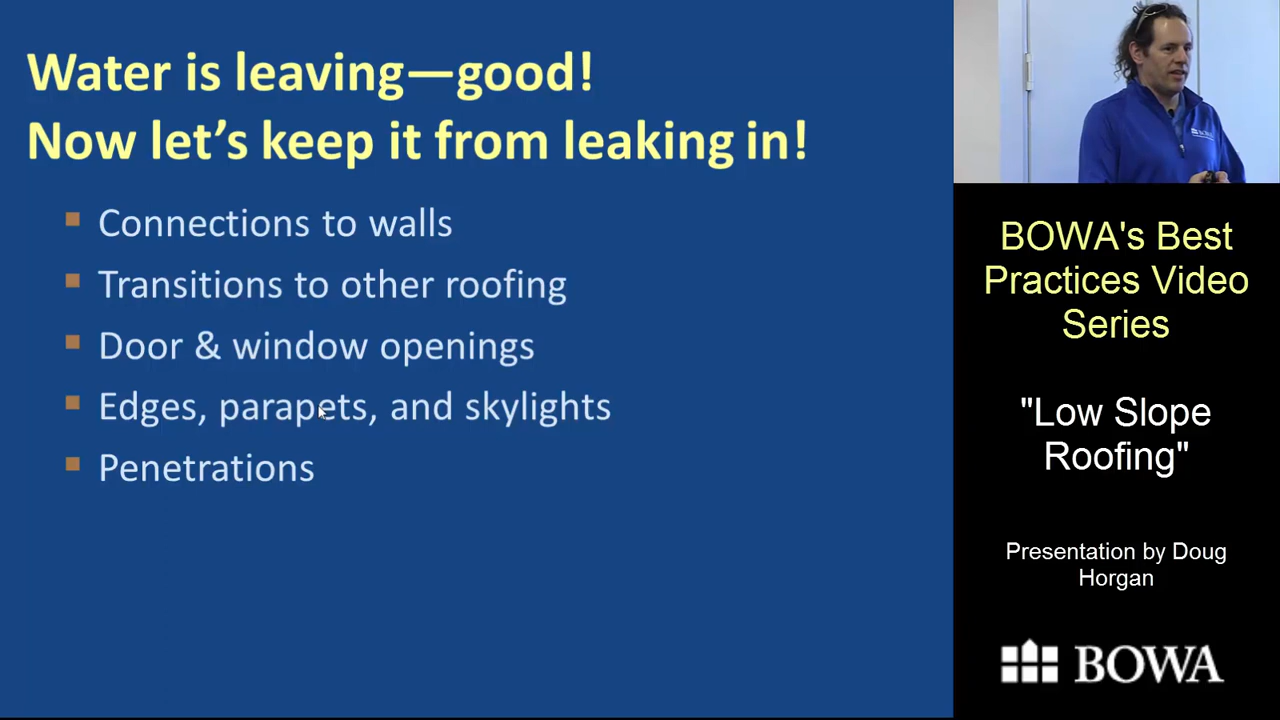 Water is leaving—good!
Now let's keep it from leaking in!
Connections to walls
Transitions to other roofing
Door & window openings
Edges, parapets, and skylights
Penetrations
BOWA's Best
Practices Video
Series
"Low Slope
Roofing"
Presentation by Doug
Horgan
BOWA